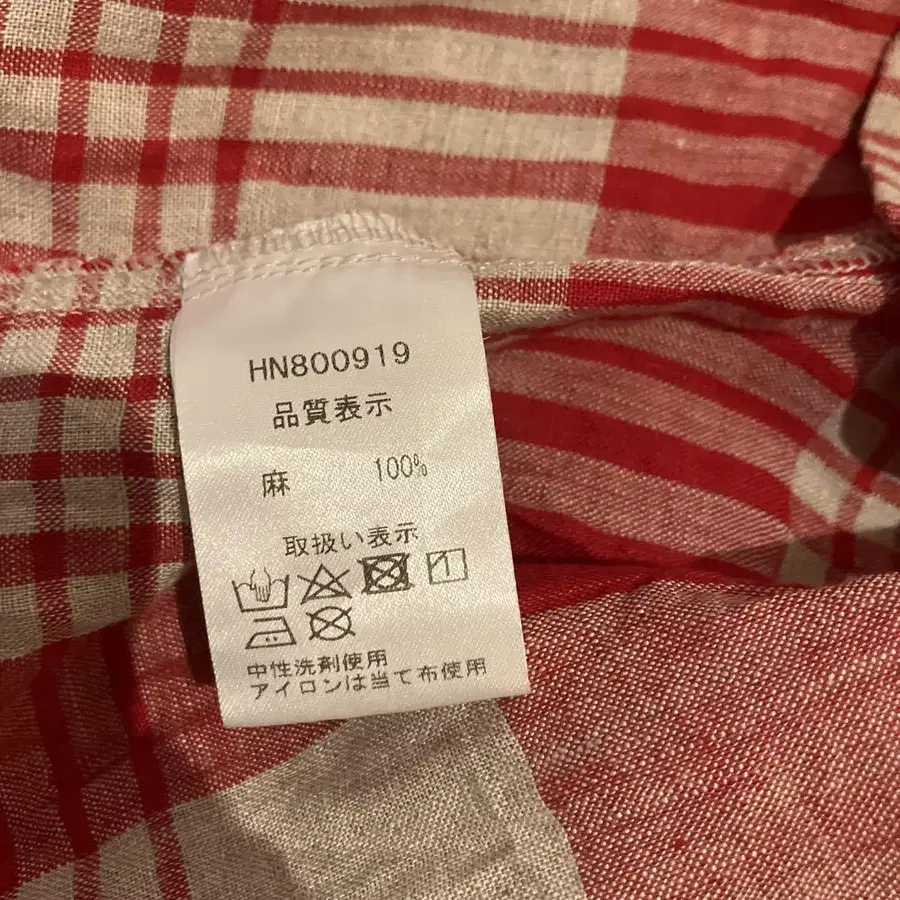 HN800919
品質表示
麻 100%
取扱い表示
中性洗剤使用
アイロンは当て布使用